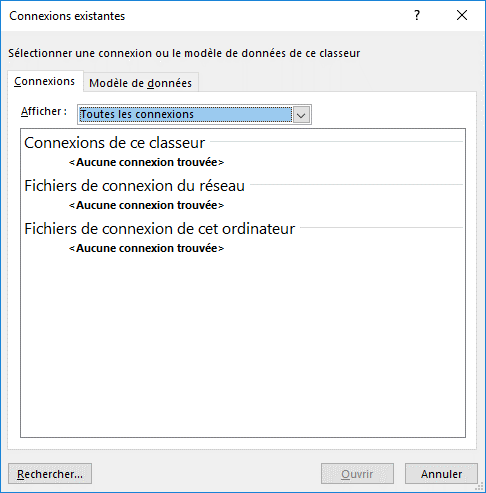 Connexions existantes
?
Sélectionner une connexion ou le modèle de données de ce classeur
Connexions Modèle de données
Afficher : Toutes les connexions
Connexions de ce classeur
<Aucune connexion trouvée>
Fichiers de connexion du réseau
<Aucune connexion trouvée>
Fichiers de connexion de cet ordinateur
<Aucune connexion trouvée>
Rechercher... Ouvrir Annuler